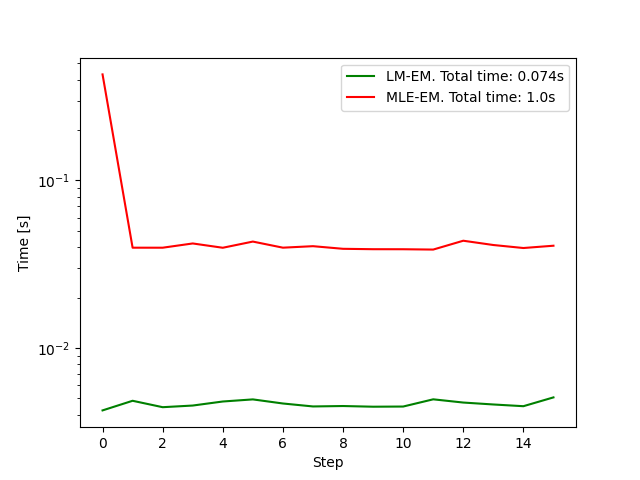 LM-EM. Total time: 0.074s
MLE-EM. Total time: 1.0s
Time [s]
10⁻¹
10⁻²
0 2 4 6 8 10 12 14
Step